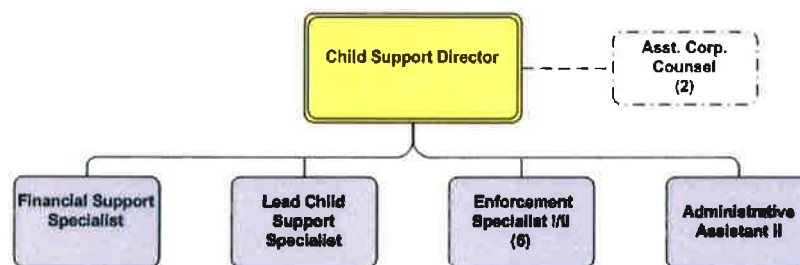 Child Support Director
Asst. Corp.
Counsel
(2)
Financial Support
Specialist
Lead Child
Support
Specialist
Enforcement
Specialist I/II
(6)
Administrative
Assistant II